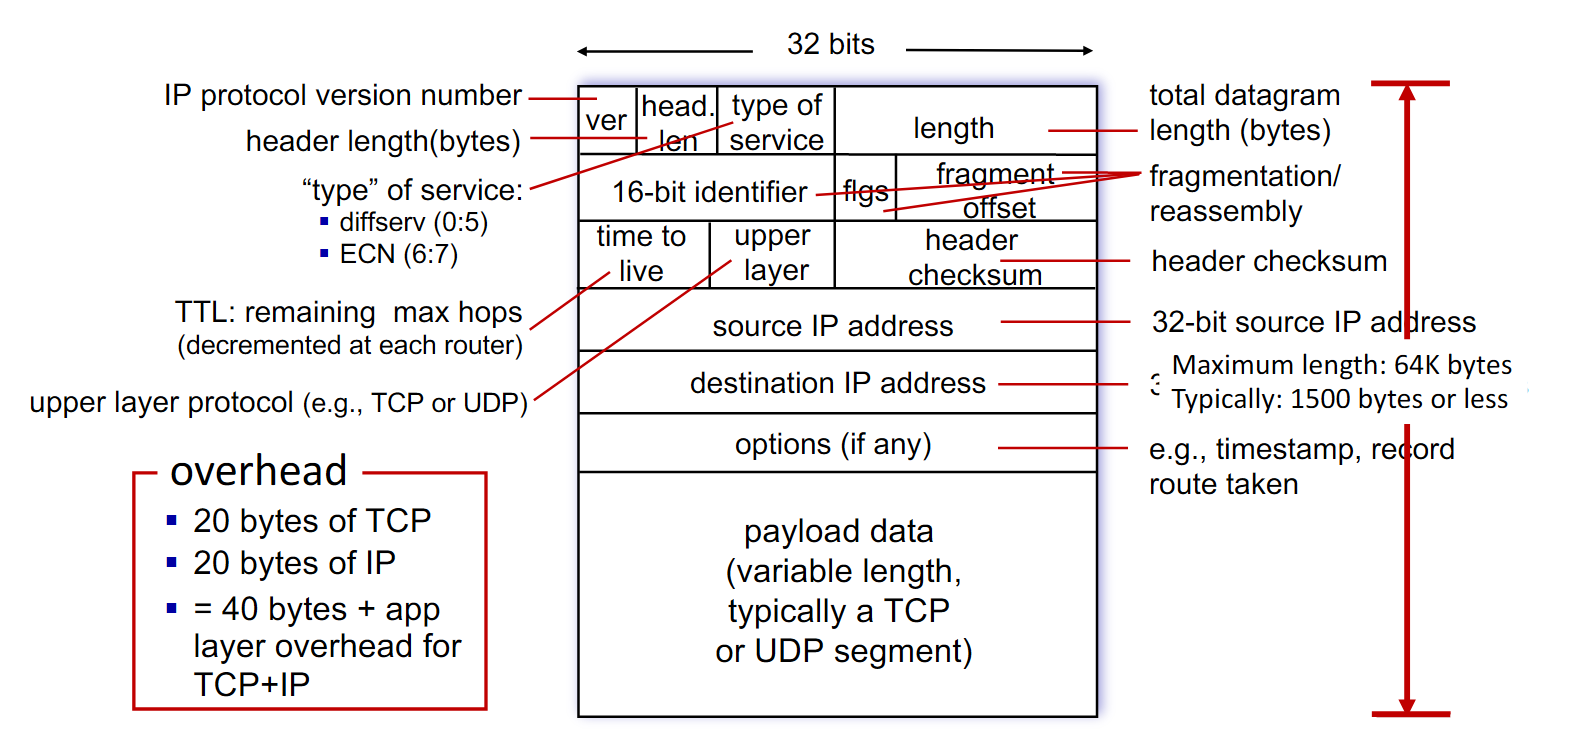 32 bits
IP protocol version number
header length(bytes)
“type” of service:
▪ diffserv (0:5)
▪ ECN (6:7)
TTL: remaining max hops
(decremented at each router)
upper layer protocol (e.g., TCP or UDP)
overhead
▪ 20 bytes of TCP
▪ 20 bytes of IP
▪ = 40 bytes + app
layer overhead for
TCP+IP
ver
head.
len
type of
service
length
16-bit identifier
flgs
fragment
offset
time to
live
upper
layer
header
checksum
source IP address
destination IP address
options (if any)
payload data
(variable length,
typically a TCP
or UDP segment)
total datagram
length (bytes)
fragmentation/
reassembly
header checksum
32-bit source IP address
Maximum length: 64K bytes
Typically: 1500 bytes or less
e.g., timestamp, record
route taken